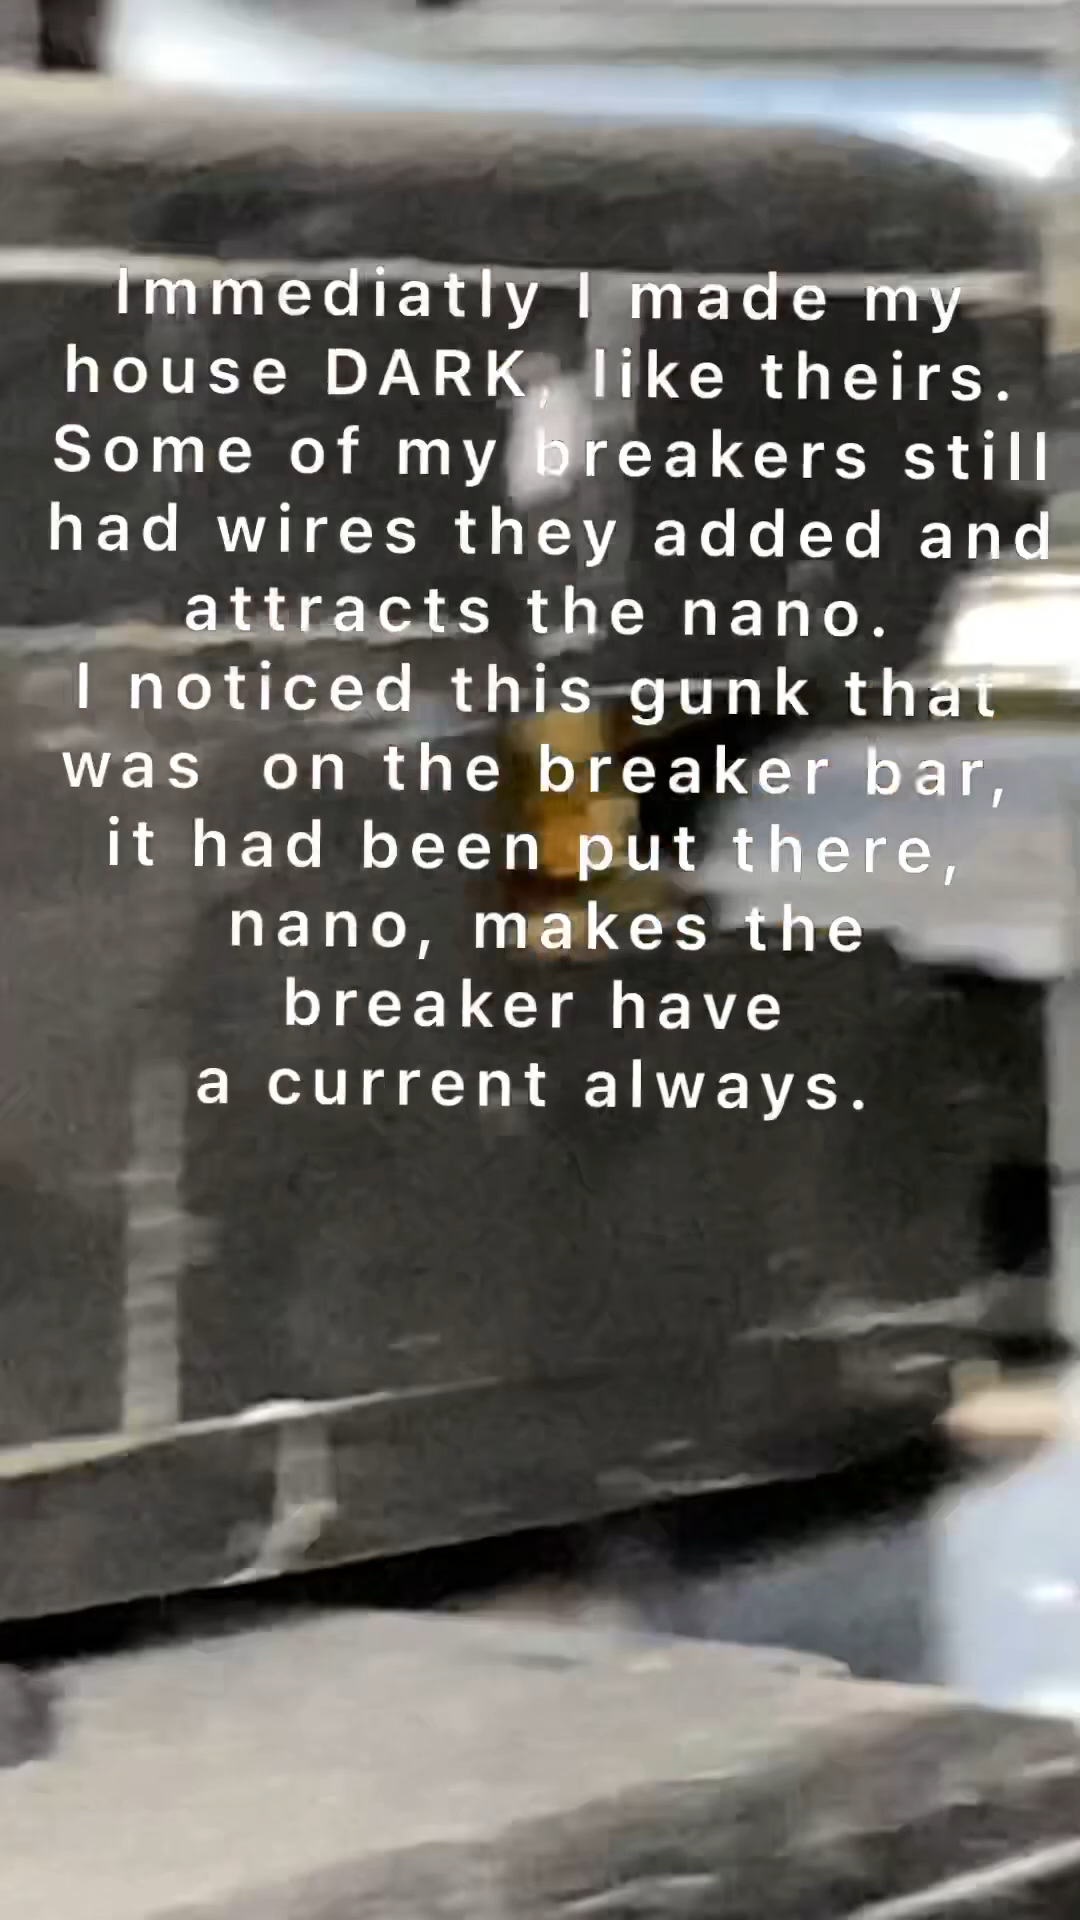 Immediatly I made my
house DARK, like theirs.
Some of my breakers still
had wires they added and
attracts the nano.
I noticed this gunk that
was on the breaker bar,
it had been put there,
nano, makes the
breaker have
a current always.